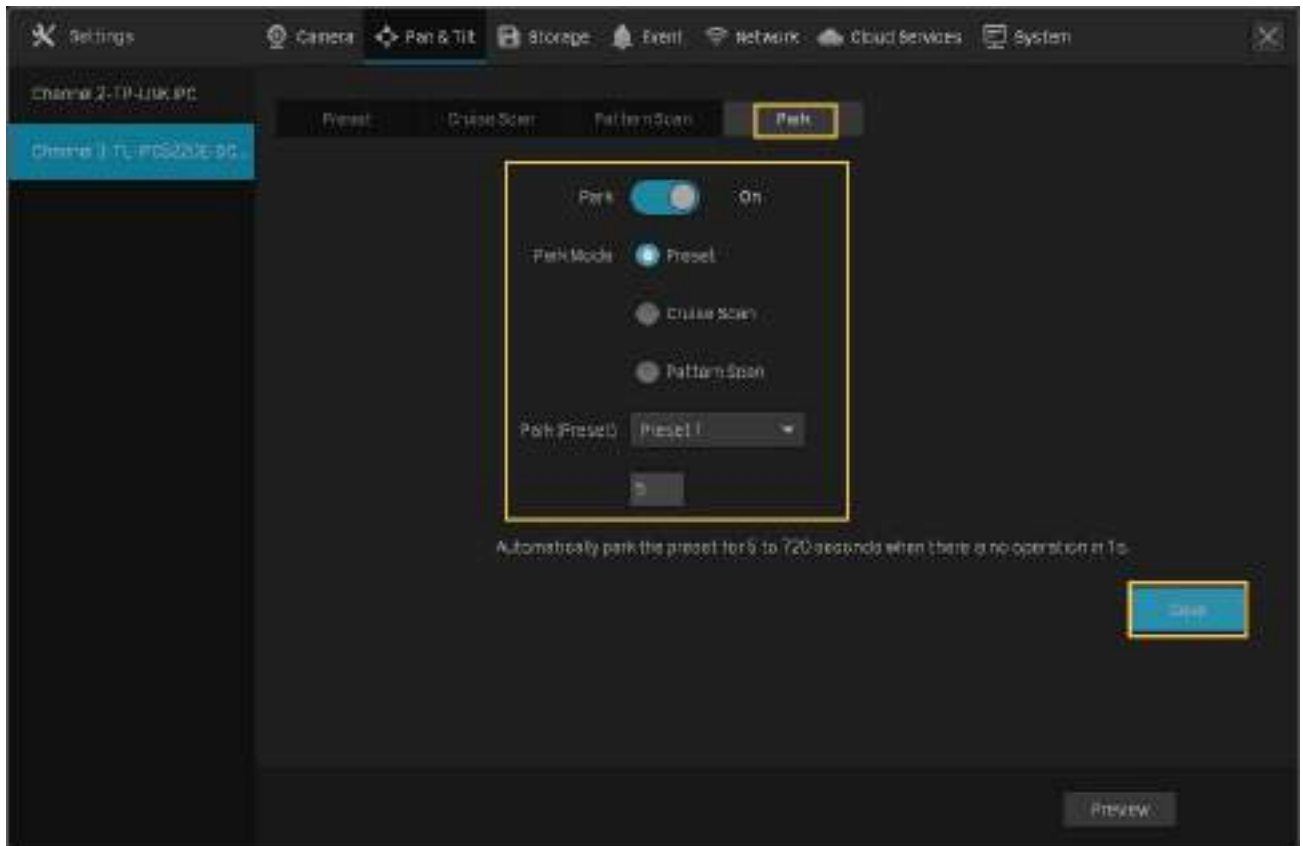 Settings Camera Pan & Tilt Storage Event Network Cloud Services System
Channel 2-TP-LINK IPC
Preset Cruise Scan Pattern Scan Park
Channel 3
Park On
Park Mode Preset
Cruise Scan
Pattern Scan
Park (Preset) Preset 1
5
Automatically park the preset for 5 to 720 seconds when there is no operation in 1s.
Save
Preview